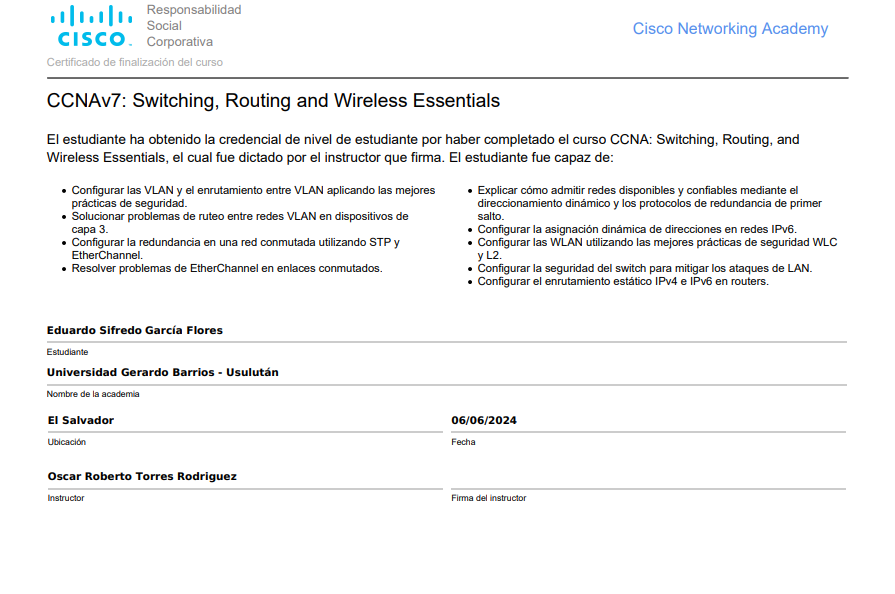 Responsabilidad
Social
Corporativa
CISCO.
Cisco Networking Academy
Certificado de finalización del curso
CCNAv7: Switching, Routing and Wireless Essentials
El estudiante ha obtenido la credencial de nivel de estudiante por haber completado el curso CCNA: Switching, Routing, and
Wireless Essentials, el cual fue dictado por el instructor que firma. El estudiante fue capaz de:
• Configurar las VLAN y el enrutamiento entre VLAN aplicando las mejores
prácticas de seguridad.
• Solucionar problemas de ruteo entre redes VLAN en dispositivos de
capa 3.
• Configurar la redundancia en una red conmutada utilizando STP y
EtherChannel.
• Resolver problemas de EtherChannel en enlaces conmutados.
• Explicar cómo admitir redes disponibles y confiables mediante el
direccionamiento dinámico y los protocolos de redundancia de primer
salto.
• Configurar la asignación dinámica de direcciones en redes IPv6.
• Configurar las WLAN utilizando las mejores prácticas de seguridad WLC
y L2.
• Configurar la seguridad del switch para mitigar los ataques de LAN.
• Configurar el enrutamiento estático IPv4 e IPv6 en routers.
Eduardo Sifredo García Flores
Estudiante
Universidad Gerardo Barrios - Usulután
Nombre de la academia
El Salvador
Ubicación
06/06/2024
Fecha
Oscar Roberto Torres Rodriguez
Instructor
Firma del instructor